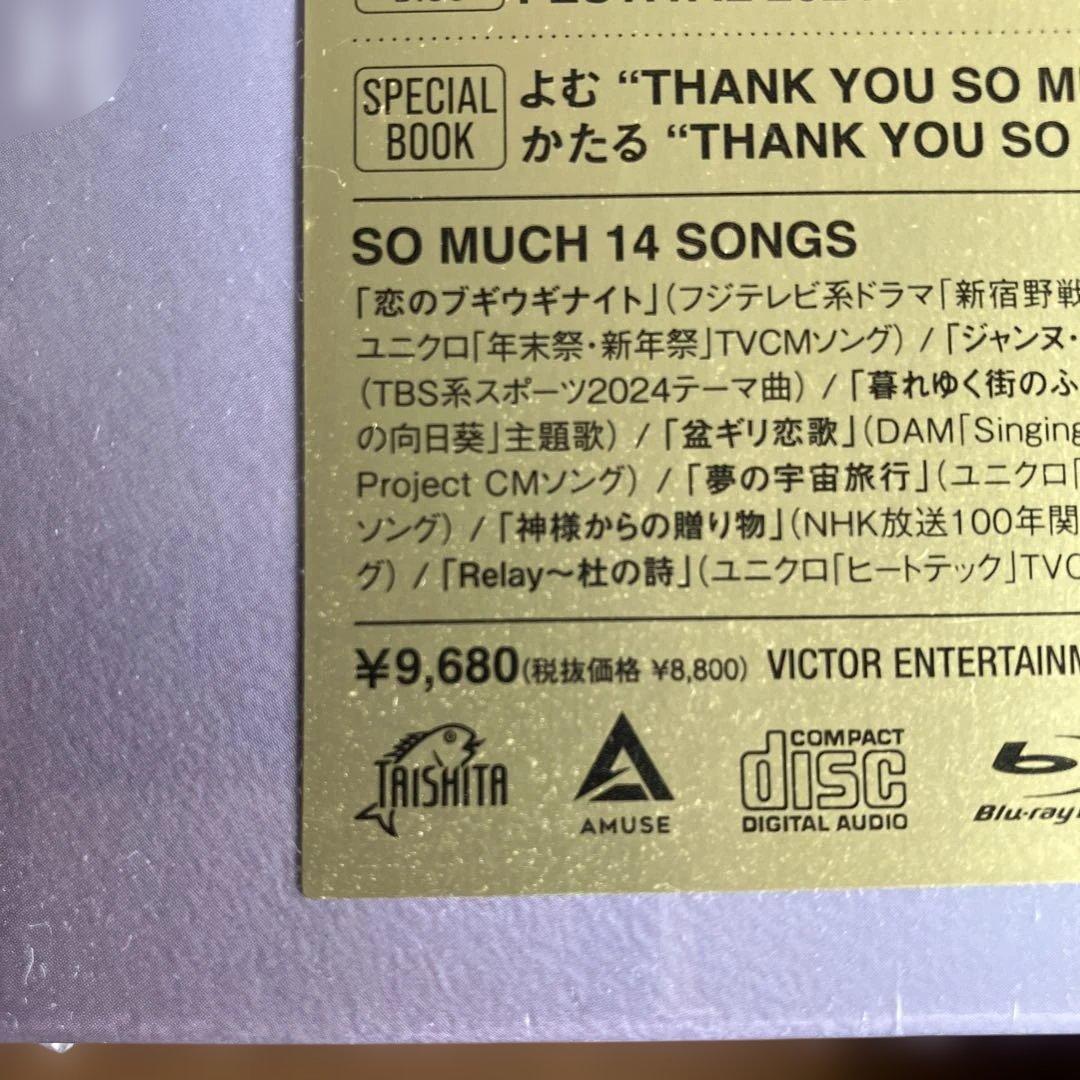 SPECIAL BOOK
よむ “THANK YOU SO
かたる “THANK YOU SO
SO MUCH 14 SONGS
「恋のブギウギナイト」(フジテレビ系ドラマ「新宿野戦
ユニクロ「年末祭・新年祭」TVCMソング) / 「ジャンヌ・
(TBS系スポーツ2024テーマ曲) / 「暮れゆく街のふ
の向日葵」主題歌) / 「盆ギリ恋歌」(DAM「Singing
Project CMソング) / 「夢の宇宙旅行」(ユニクロ「
ソング) / 「神様からの贈り物」(NHK放送100年関
グ) / 「Relay〜杜の詩」(ユニクロ「ヒートテック」TVC
¥9,680(税抜価格 ¥8,800) VICTOR ENTERTAINM
TAISHITA
AMUSE
COMPACT
disc
DIGITAL AUDIO
Blu-ray